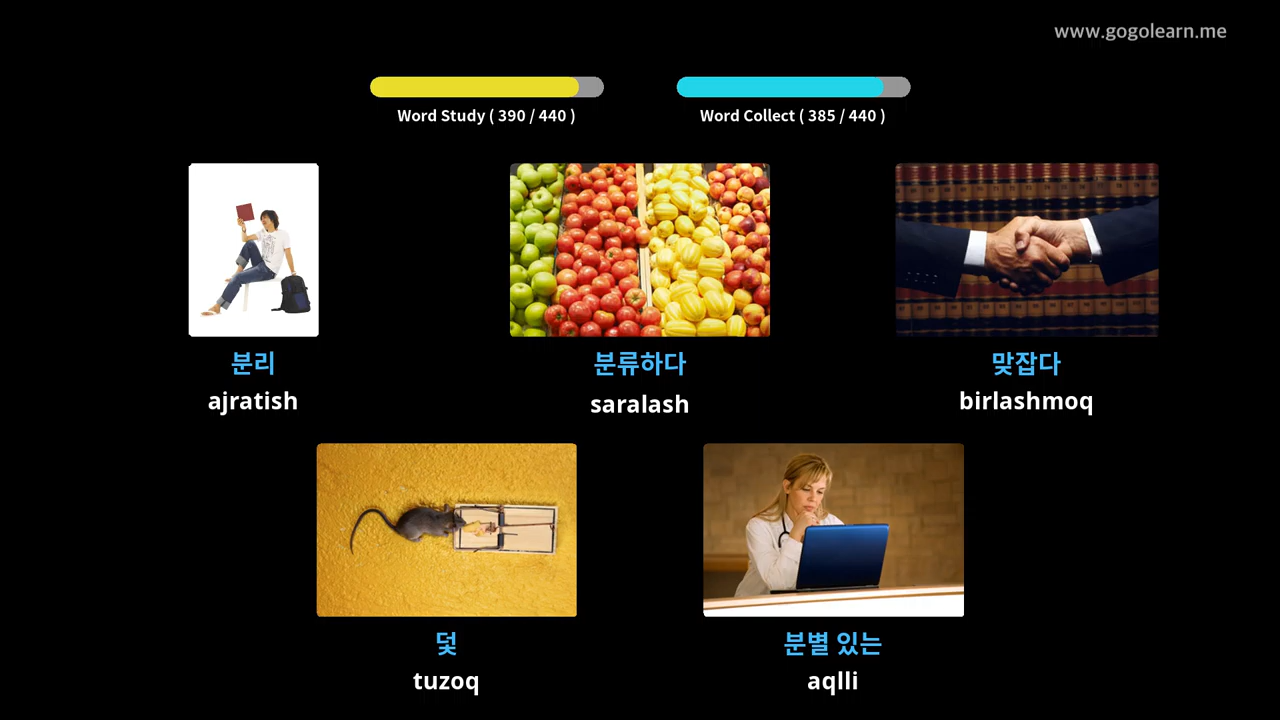 www.gogolearn.me
Word Study ( 390 / 440 )
Word Collect ( 385 / 440 )
분리
ajratish
분류하다
saralash
맞잡다
birlashmoq
덫
tuzoq
분별 있는
aqlli